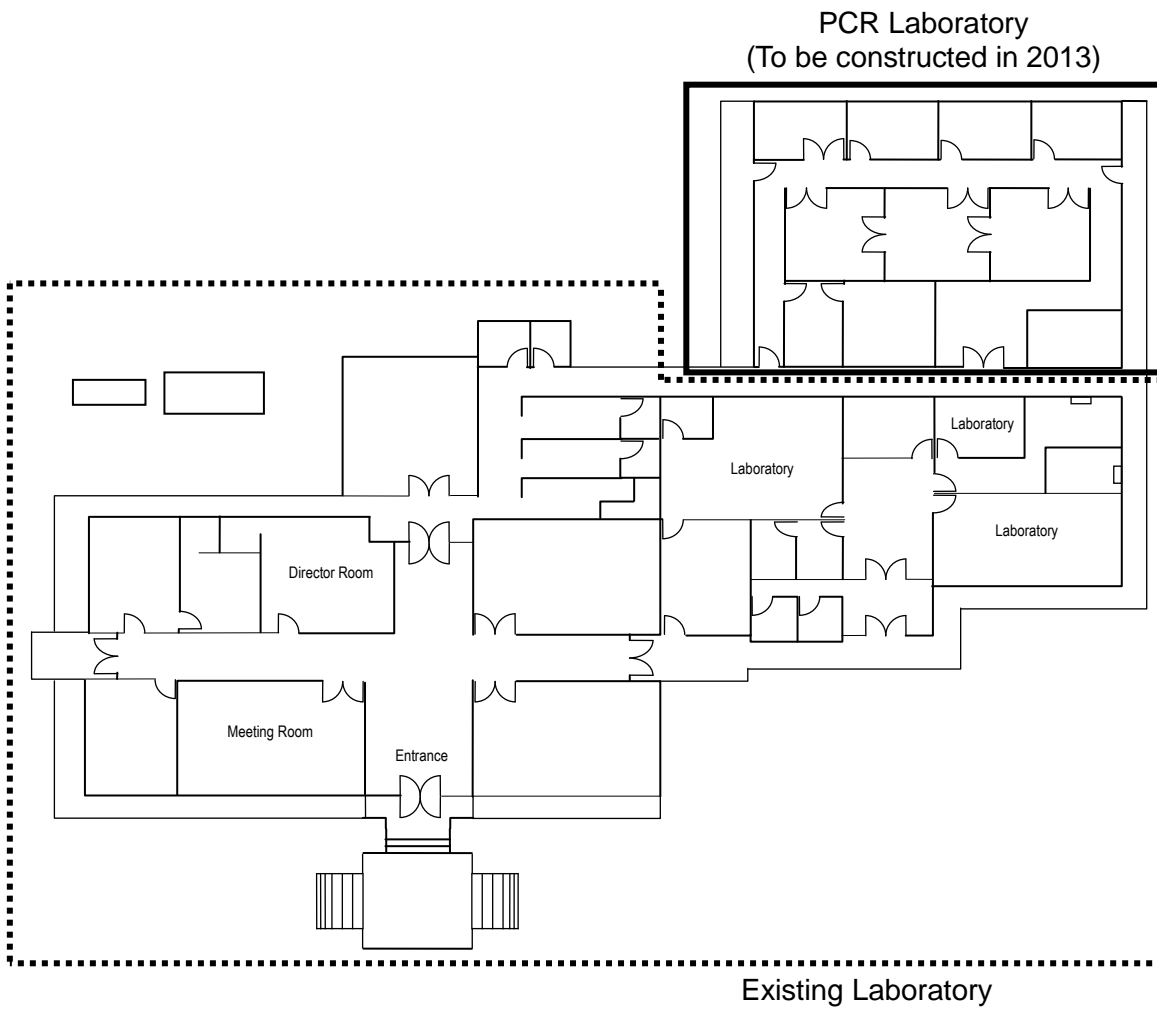 PCR Laboratory
(To be constructed in 2013)
Laboratory
Laboratory
Laboratory
Director Room
Meeting Room
Entrance
Existing Laboratory